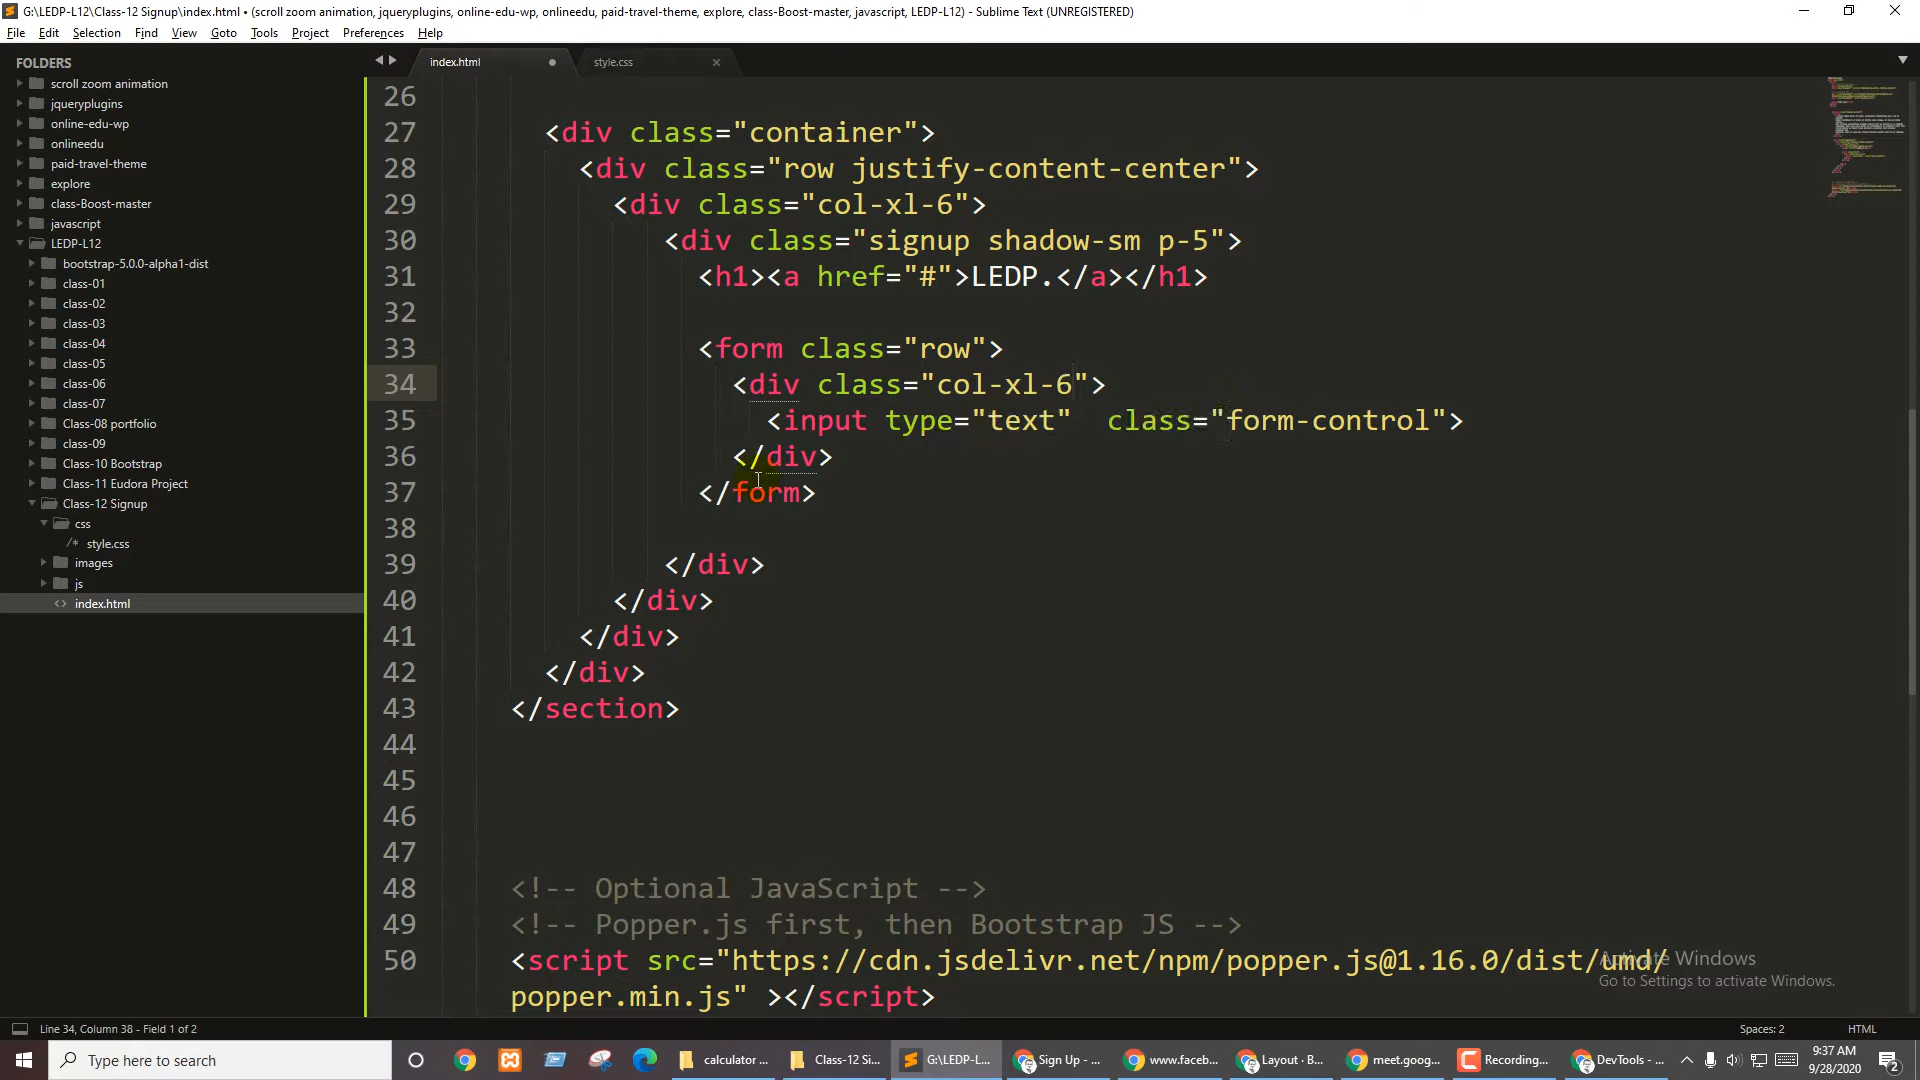 G:\LEDP-L12\Class-12 Signup\index.html • (scroll zoom animation, jqueryplugins, online-edu-wp, onlineedu, paid-travel-theme, explore, class-Boost-master, javascript, LEDP-L12) - Sublime Text (UNREGISTERED)
File Edit Selection Find View Goto Tools Project Preferences Help
FOLDERS
scroll zoom animation
jqueryplugins
online-edu-wp
onlineedu
paid-travel-theme
explore
class-Boost-master
javascript
LEDP-L12
bootstrap-5.0.0-alpha1-dist
class-01
class-02
class-03
class-04
class-05
class-06
class-07
Class-08 portfolio
class-09
Class-10 Bootstrap
Class-11 Eudora Project
Class-12 Signup
css
/* style.css
images
js
<> index.html
index.html style.css
26
27 <div class="container">
28 <div class="row justify-content-center">
29 <div class="col-xl-6">
30 <div class="signup shadow-sm p-5">
31 <h1><a href="#">LEDP.</a></h1>
32
33 <form class="row">
34 <div class="col-xl-6">
35 <input type="text"  class="form-control">
36 </div>
37 </form>
38
39 </div>
40 </div>
41 </div>
42 </div>
43 </section>
44
45
46
47
48 <!-- Optional JavaScript -->
49 <!-- Popper.js first, then Bootstrap JS -->
50 <script src="https://cdn.jsdelivr.net/npm/popper.js@1.16.0/dist/umd/
popper.min.js" ></script>
Activate Windows
Go to Settings to activate Windows.
Line 34, Column 38 - Field 1 of 2 Spaces: 2 HTML
Type here to search
calculator ... Class-12 Si... G:\LEDP-L... Sign Up - ... www.faceb... Layout · B... meet.goog... Recording... DevTools - ...
9:37 AM
9/28/2020
2